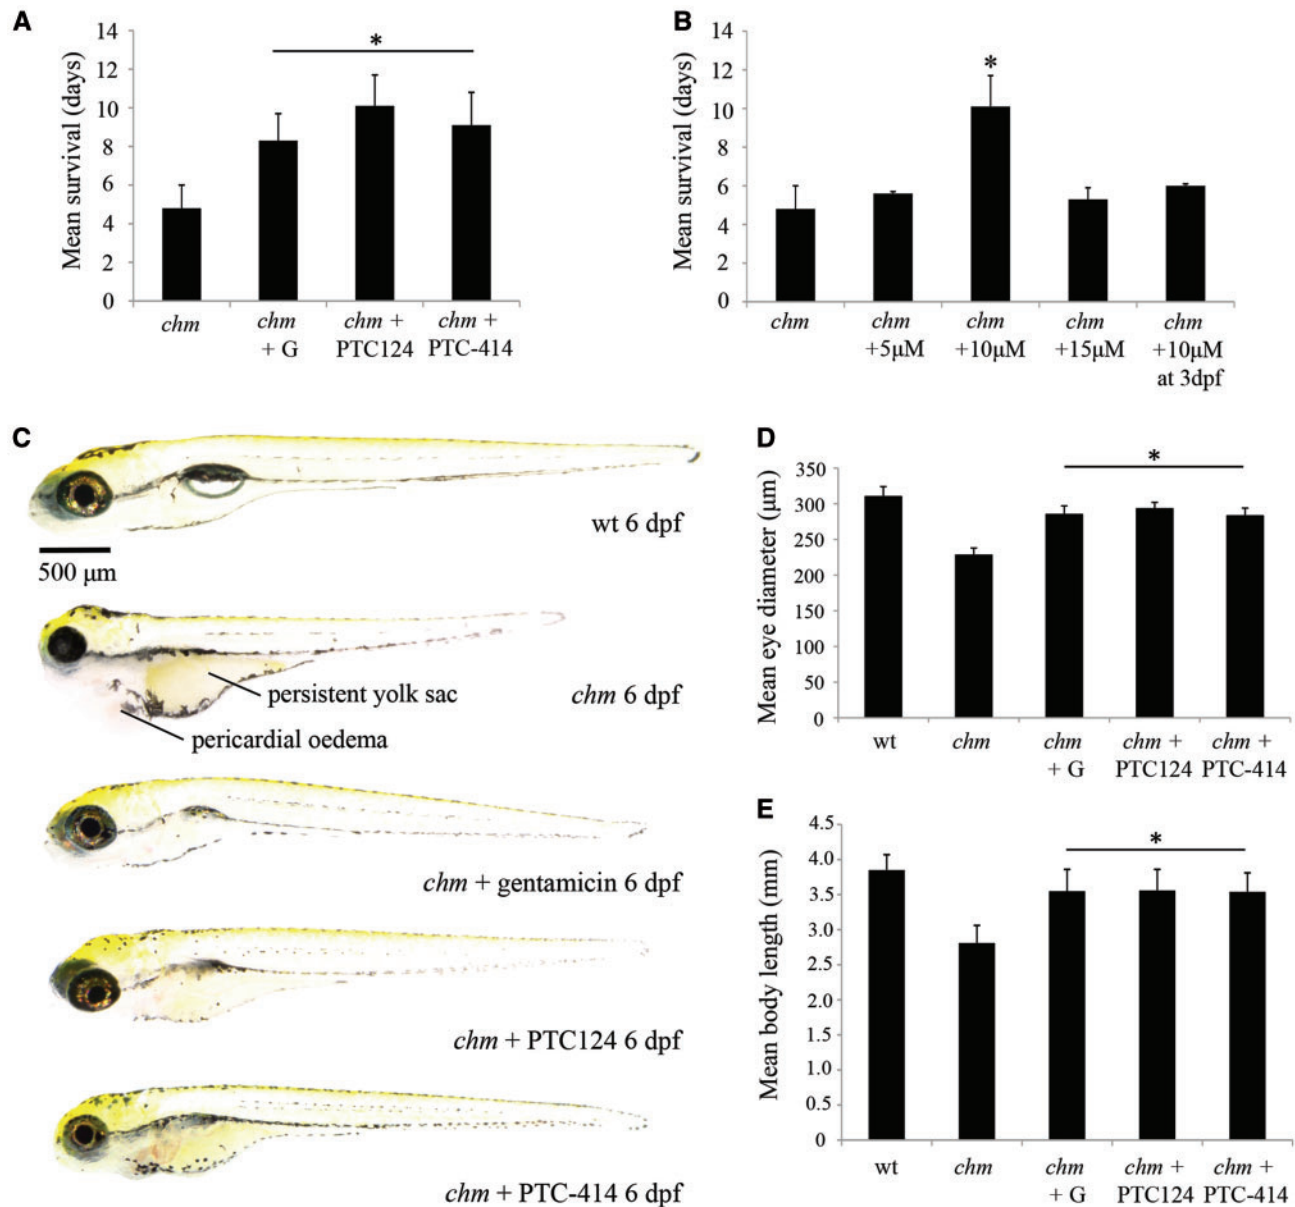 A
Mean survival (days)
14
12
10
8
6
4
2
0
*
chm
chm
+ G
chm +
PTC124
chm +
PTC-414
B
Mean survival (days)
14
12
10
8
6
4
2
0
*
chm
chm
+5μM
chm
+10μM
chm
+15μM
chm
+10μM
at 3dpf
C
wt 6 dpf
500 μm
persistent yolk sac
chm 6 dpf
pericardial oedema
chm + gentamicin 6 dpf
chm + PTC124 6 dpf
chm + PTC-414 6 dpf
D
Mean eye diameter (μm)
350
300
250
200
150
100
50
0
*
wt
chm
chm
+ G
chm +
PTC124
chm +
PTC-414
E
Mean body length (mm)
4.5
4.0
3.5
3.0
2.5
2.0
1.5
1.0
0.5
0
*
wt
chm
chm
+ G
chm +
PTC124
chm +
PTC-414